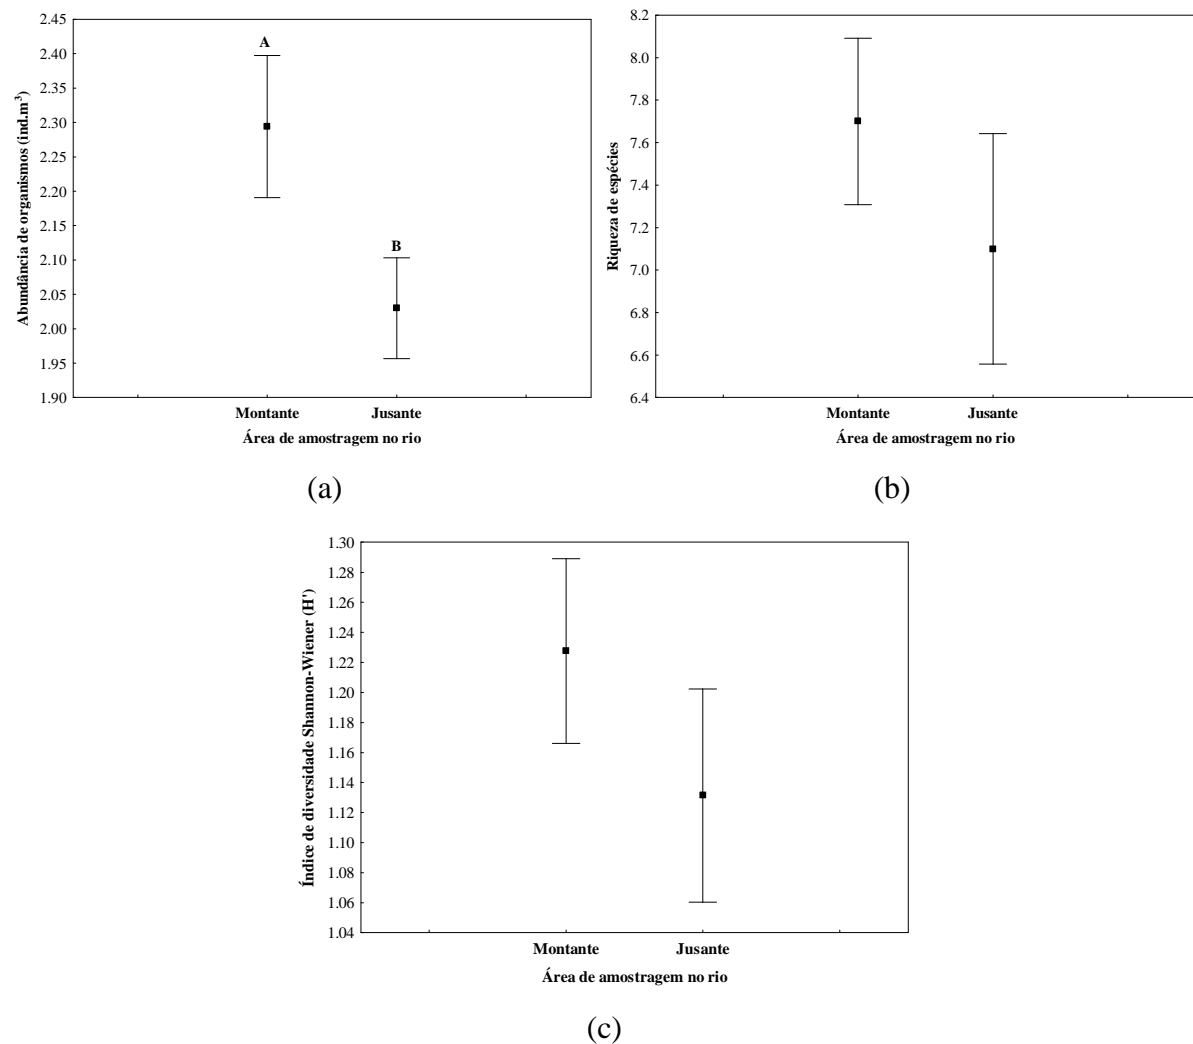 2.45
2.40
2.35
2.30
2.25
2.20
2.15
2.10
2.05
2.00
1.95
1.90
Abundância de organismos (ind.m³)
A
B
Montante Jusante
Área de amostragem no rio
(a)
8.2
8.0
7.8
7.6
7.4
7.2
7.0
6.8
6.6
6.4
Riqueza de espécies
Montante Jusante
Área de amostragem no rio
(b)
1.30
1.28
1.26
1.24
1.22
1.20
1.18
1.16
1.14
1.12
1.10
1.08
1.06
1.04
Índice de diversidade Shannon-Wiener (H')
Montante Jusante
Área de amostragem no rio
(c)